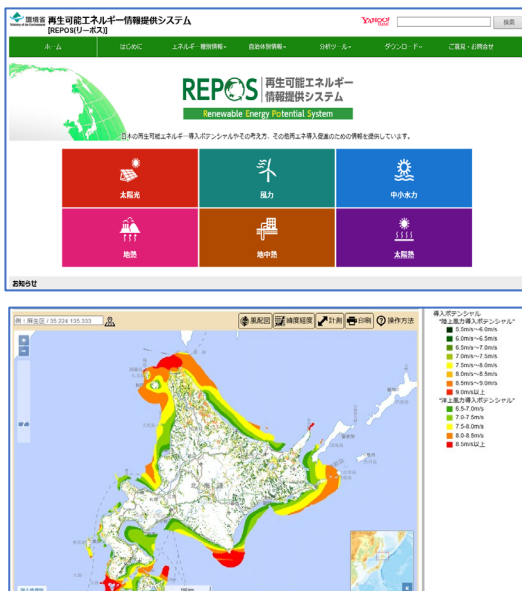 環境省 再生可能エネルギー情報提供システム
[REPOS(リーポス)]
YAHOO!
検索
ホーム はじめに エネルギー種別情報 自治体別情報 分析ツール ダウンロード ご意見・お問合せ
REPOS 再生可能エネルギー
情報提供システム
Renewable Energy Potential System
日本の再生可能エネルギー導入ポテンシャルやその考え方、その他再エネ導入促進のための情報を提供しています。
太陽光 風力 中小水力
地熱 地中熱 太陽熱
お知らせ
例:麻生区 / 35.224 135.333
風配図 緯度経度 計測 印刷 操作方法
導入ポテンシャル
"陸上風力導入ポテンシャル"
5.5m/s~6.0m/s
6.0m/s~6.5m/s
6.5m/s~7.0m/s
7.0m/s~7.5m/s
7.5m/s~8.0m/s
8.0m/s~8.5m/s
8.5m/s~9.0m/s
9.0m/s以上
"洋上風力導入ポテンシャル"
6.5-7.0m/s
7.0-7.5m/s
7.5-8.0m/s
8.0-8.5m/s
8.5m/s以上